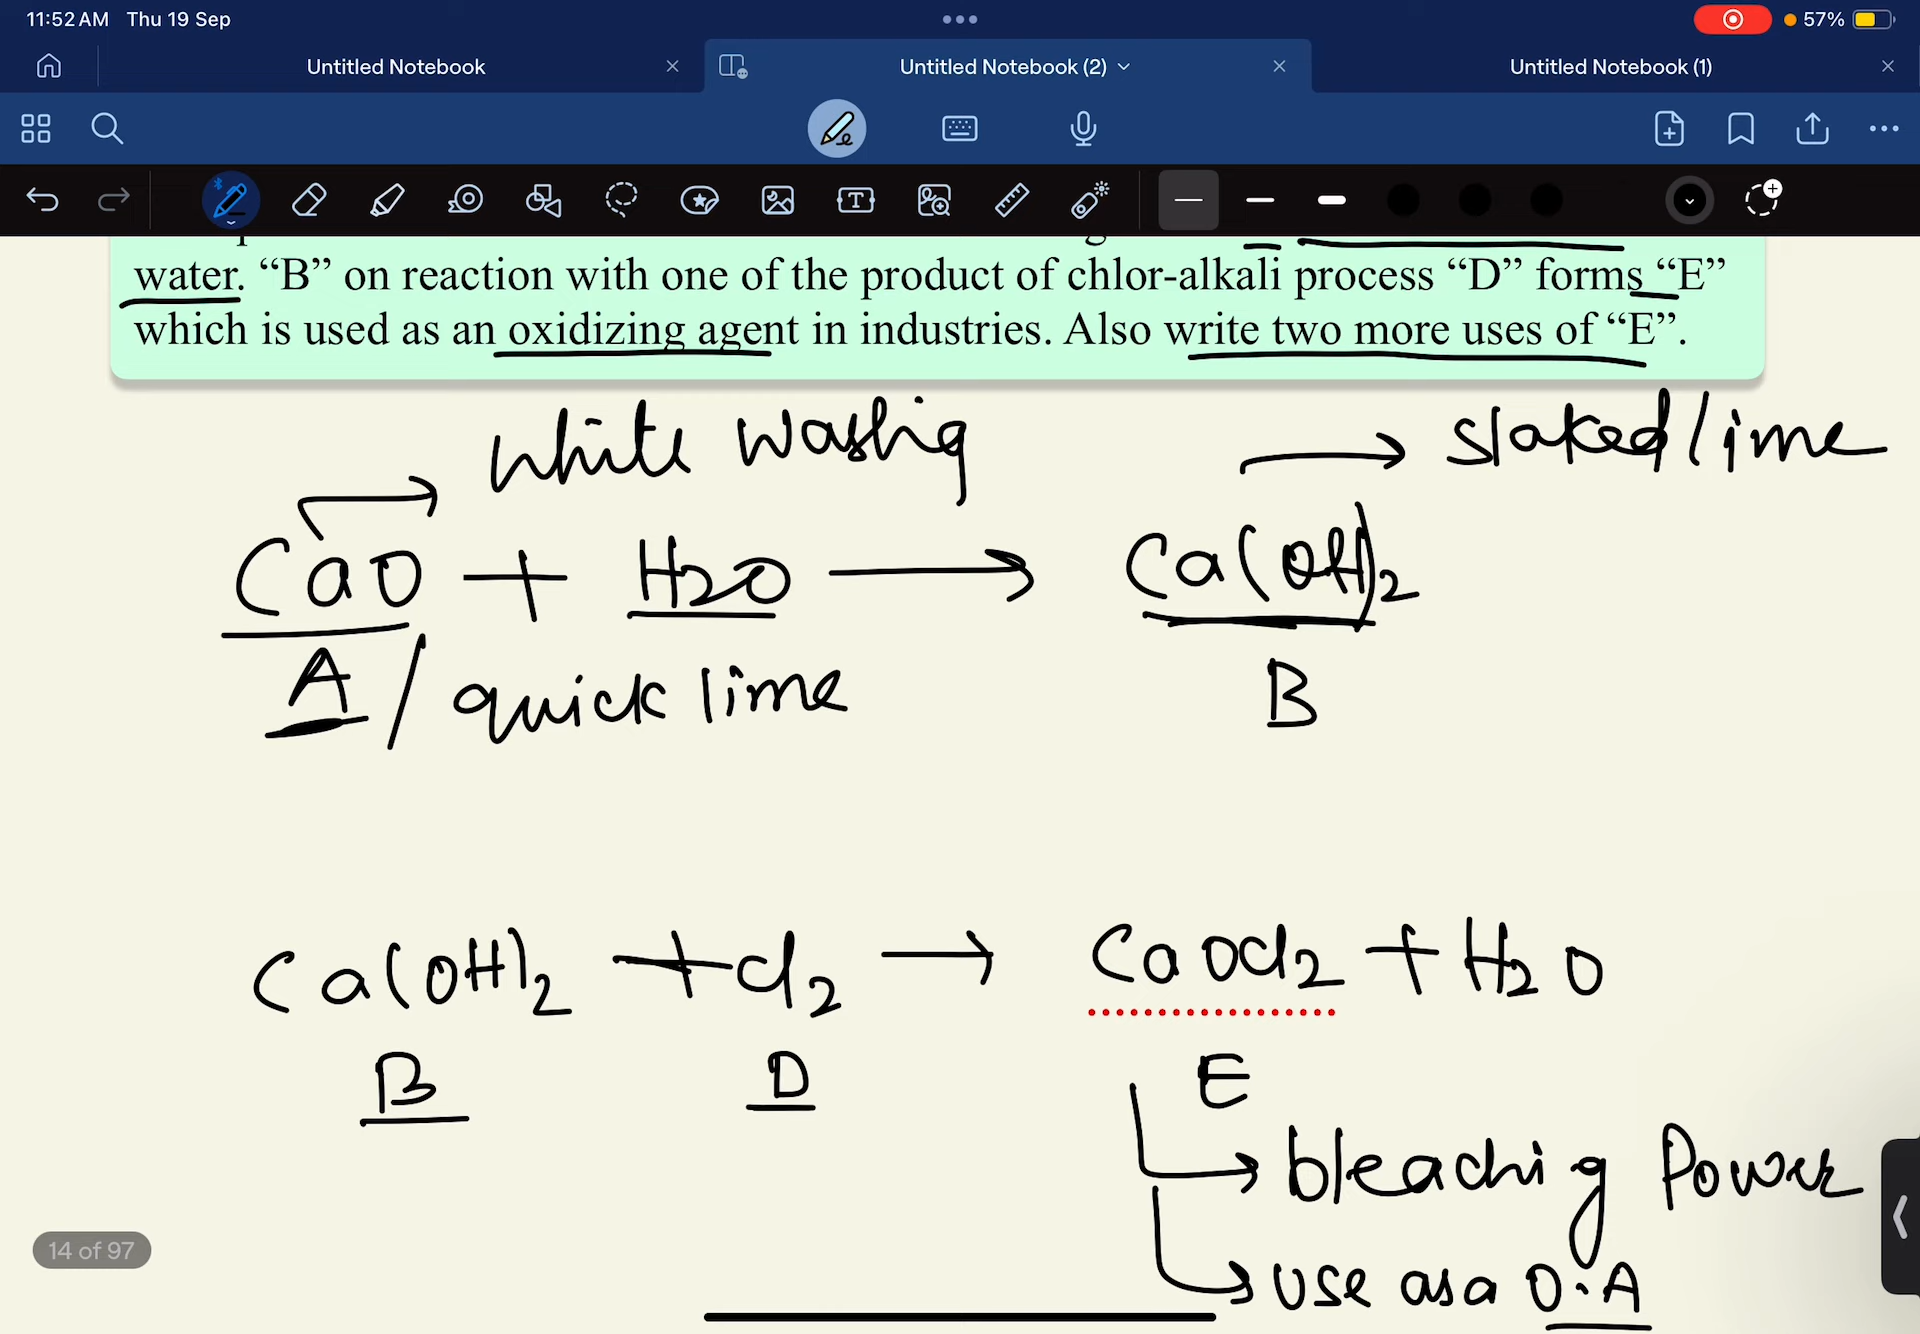 11:52 AM Thu 19 Sep
57%
Untitled Notebook
Untitled Notebook (2)
Untitled Notebook (1)
water. “B” on reaction with one of the product of chlor-alkali process “D” forms “E”
which is used as an oxidizing agent in industries. Also write two more uses of “E”.
white washig
slaked lime
CaO + H2O → Ca(OH)2
A / quick lime
B
Ca(OH)2 + Cl2 → CaOCl2 + H2O
B D E
→ bleachig Power
14 of 97
→ use as a O.A